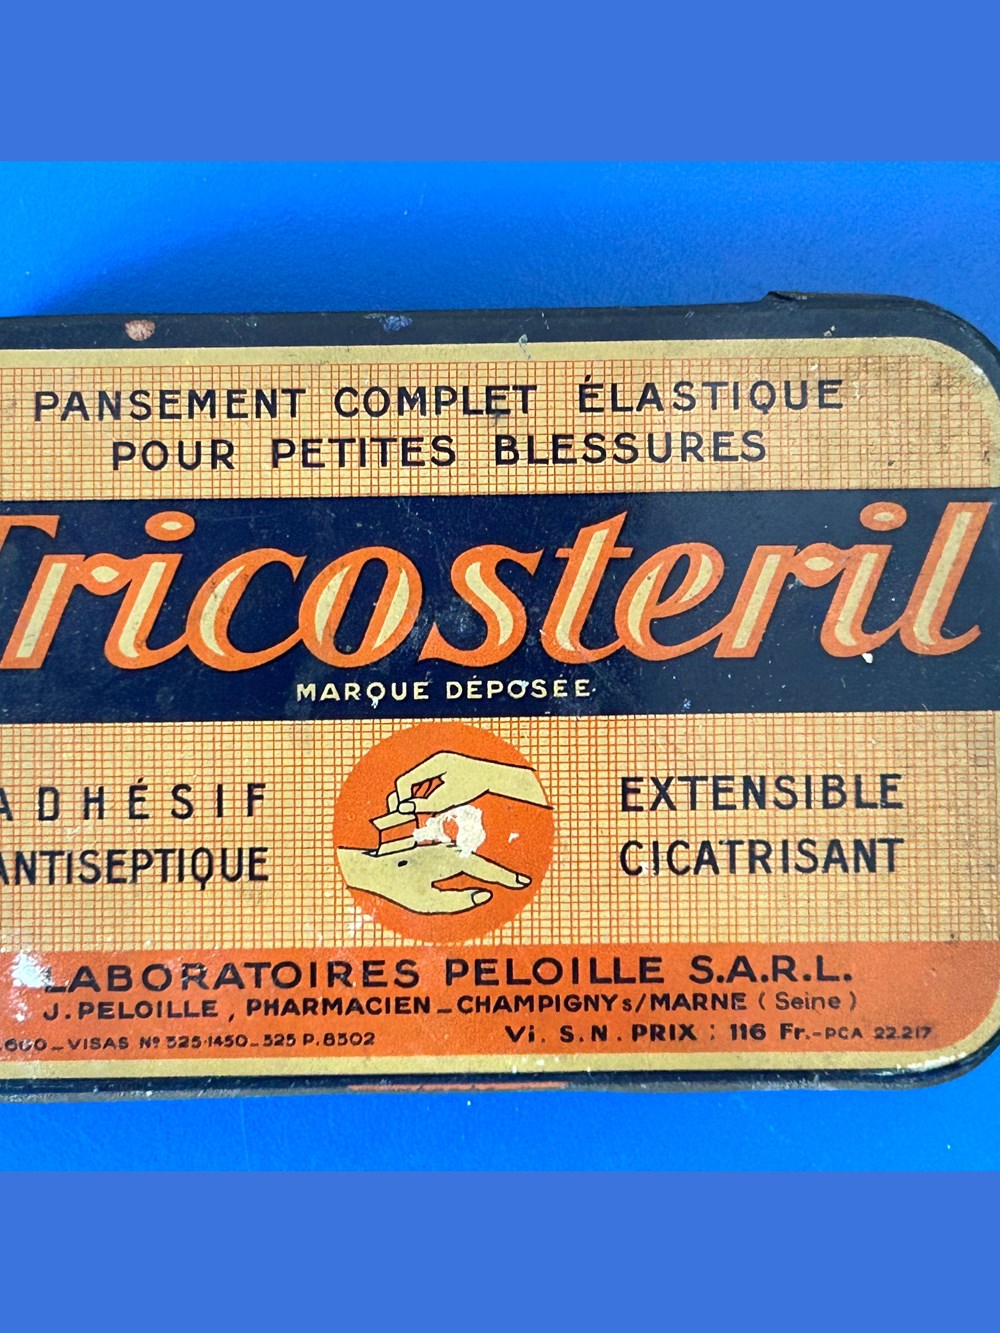 PANSEMENT COMPLET ÉLASTIQUE
POUR PETITES BLESSURES
Tricosteril
MARQUE DÉPOSÉE
ADHÉSIF
ANTISEPTIQUE
EXTENSIBLE
CICATRISANT
LABORATOIRES PELOILLE S.A.R.L.
J. PELOILLE, PHARMACIEN - CHAMPIGNY s/MARNE (Seine)
VISAS Nº 325-1450-325 P. 8302 Vi. S.N. PRIX : 116 Fr.-PCA 22.217